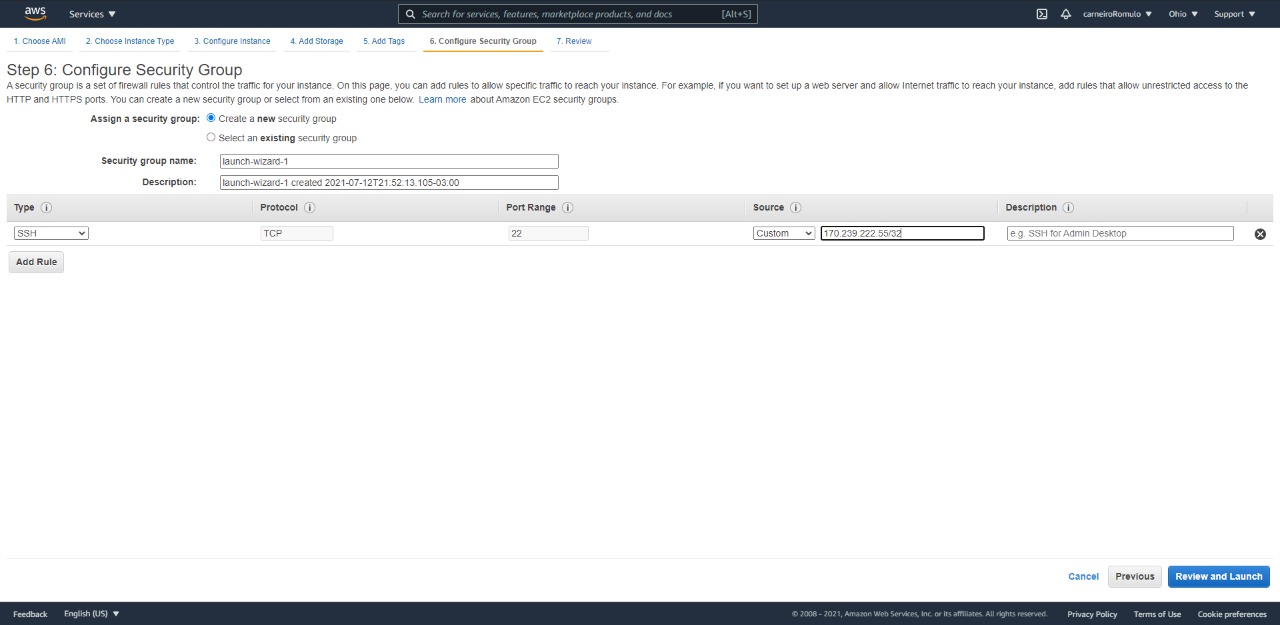 aws Services Search for services, features, marketplace products, and docs [Alt+S] carneiroRomulo Ohio Support
1. Choose AMI 2. Choose Instance Type 3. Configure Instance 4. Add Storage 5. Add Tags 6. Configure Security Group 7. Review
Step 6: Configure Security Group
A security group is a set of firewall rules that control the traffic for your instance. On this page, you can add rules to allow specific traffic to reach your instance. For example, if you want to set up a web server and allow Internet traffic to reach your instance, add rules that allow unrestricted access to the
HTTP and HTTPS ports. You can create a new security group or select from an existing one below. Learn more about Amazon EC2 security groups.
Assign a security group: Create a new security group
Select an existing security group
Security group name: launch-wizard-1
Description: launch-wizard-1 created 2021-07-12T21:52:13.105-03:00
Type i Protocol i Port Range i Source i Description i
SSH TCP 22 Custom 170.239.222.55/32 e.g. SSH for Admin Desktop
Add Rule
Cancel Previous Review and Launch
Feedback English (US) © 2008 - 2021, Amazon Web Services, Inc. or its affiliates. All rights reserved. Privacy Policy Terms of Use Cookie preferences